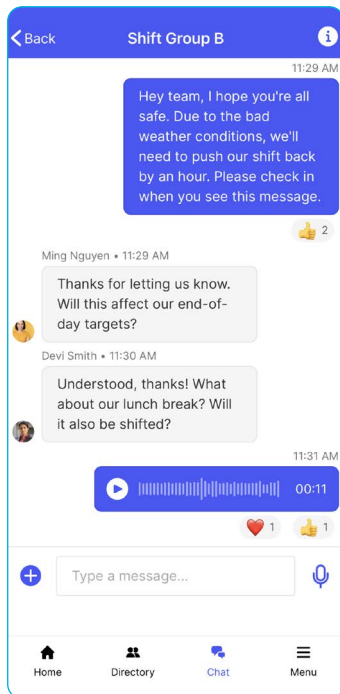 Back Shift Group B i
11:29 AM
Hey team, I hope you're all
safe. Due to the bad
weather conditions, we'll
need to push our shift back
by an hour. Please check in
when you see this message.
👍 2
Ming Nguyen • 11:29 AM
Thanks for letting us know.
Will this affect our end-of-
day targets?
Devi Smith • 11:30 AM
Understood, thanks! What
about our lunch break? Will
it also be shifted?
11:31 AM
00:11
❤️ 1 👍 1
Type a message...
Home Directory Chat Menu